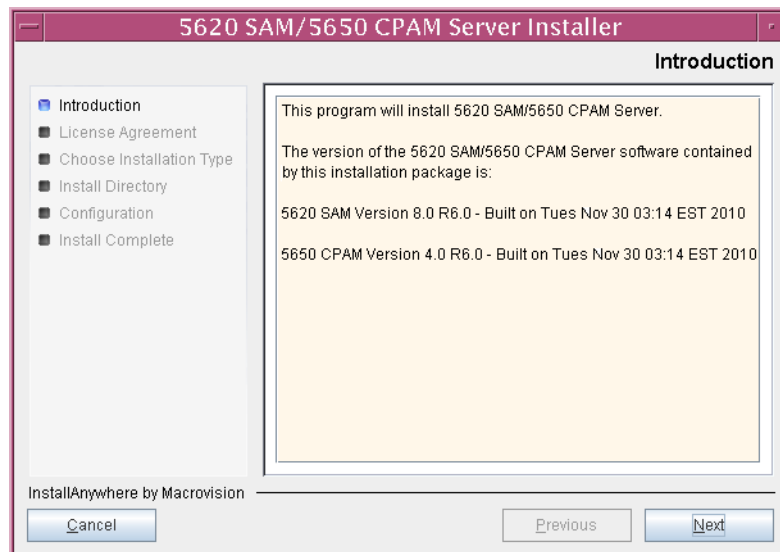 5620 SAM/5650 CPAM Server Installer
Introduction
Introduction
License Agreement
Choose Installation Type
Install Directory
Configuration
Install Complete
This program will install 5620 SAM/5650 CPAM Server.
The version of the 5620 SAM/5650 CPAM Server software contained
by this installation package is:
5620 SAM Version 8.0 R6.0 - Built on Tues Nov 30 03:14 EST 2010
5650 CPAM Version 4.0 R6.0 - Built on Tues Nov 30 03:14 EST 2010
InstallAnywhere by Macrovision
Cancel
Previous
Next